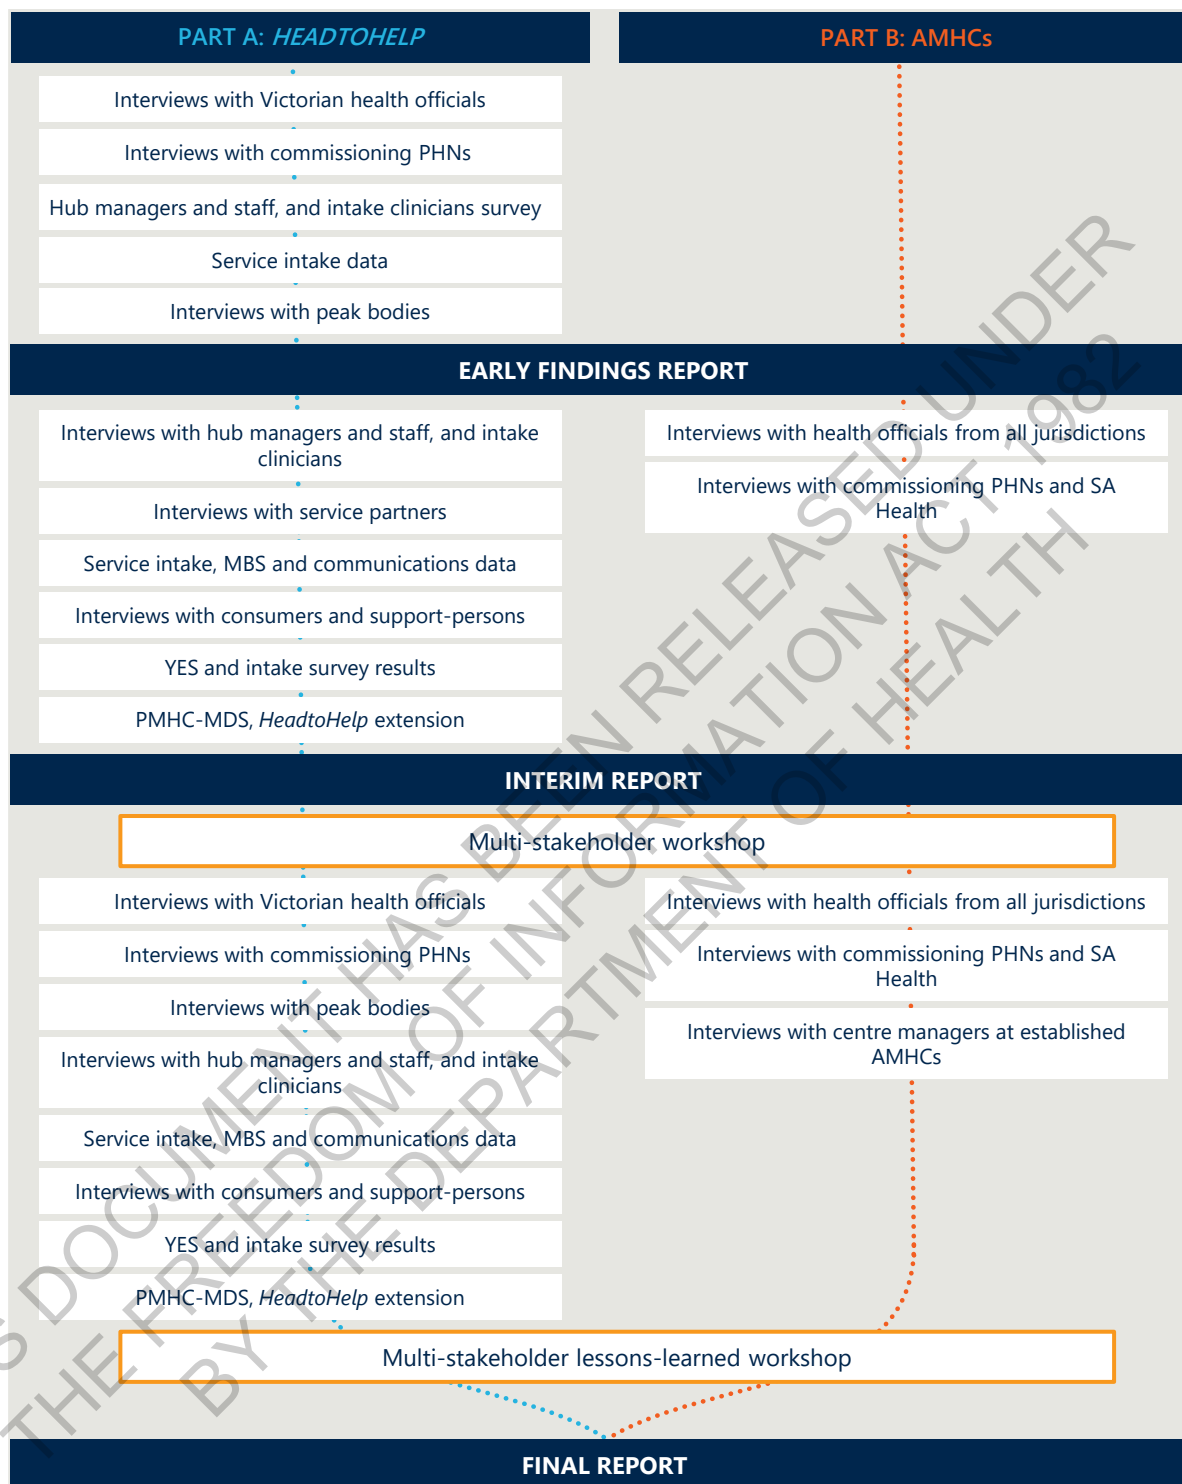 PART A: HEADTOHELP
PART B: AMHCs
Interviews with Victorian health officials
Interviews with commissioning PHNs
Hub managers and staff, and intake clinicians survey
Service intake data
Interviews with peak bodies
EARLY FINDINGS REPORT
Interviews with hub managers and staff, and intake
clinicians
Interviews with service partners
Service intake, MBS and communications data
Interviews with consumers and support-persons
YES and intake survey results
PMHC-MDS, HeadtoHelp extension
Interviews with health officials from all jurisdictions
Interviews with commissioning PHNs and SA
Health
INTERIM REPORT
Multi-stakeholder workshop
Interviews with Victorian health officials
Interviews with commissioning PHNs
Interviews with peak bodies
Interviews with hub managers and staff, and intake
clinicians
Service intake, MBS and communications data
Interviews with consumers and support-persons
YES and intake survey results
PMHC-MDS, HeadtoHelp extension
Interviews with health officials from all jurisdictions
Interviews with commissioning PHNs and SA
Health
Interviews with centre managers at established
AMHCs
Multi-stakeholder lessons-learned workshop
FINAL REPORT
S DOCUMENT HAS BEEN RELEASED UNDER
THE FREEDOM OF INFORMATION ACT 1982
BY THE DEPARTMENT OF HEALTH